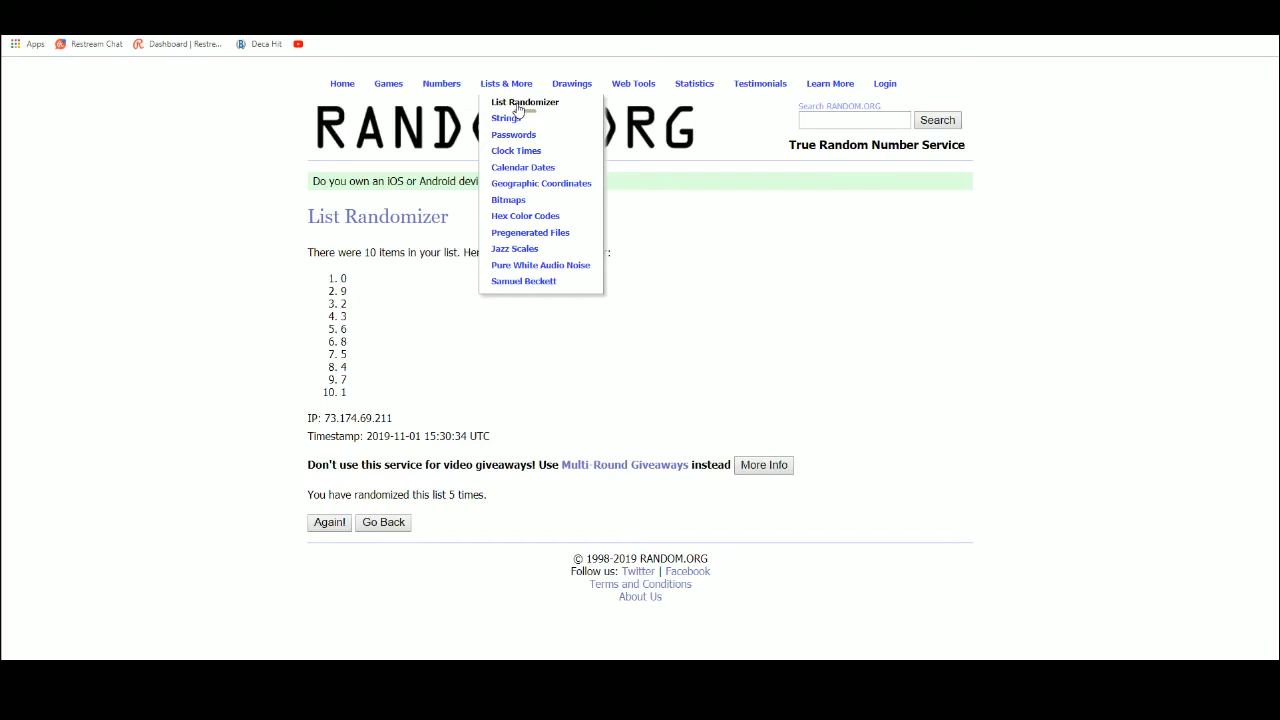 Apps Restream Chat Dashboard | Restre... Deca Hit
Home Games Numbers Lists & More Drawings Web Tools Statistics Testimonials Learn More Login
List Randomizer
Strings
Passwords
Clock Times
Calendar Dates
Geographic Coordinates
Bitmaps
Hex Color Codes
Pregenerated Files
Jazz Scales
Pure White Audio Noise
Samuel Beckett
Search RANDOM.ORG
Search
True Random Number Service
Do you own an iOS or Android devi
List Randomizer
There were 10 items in your list. Her
1. 0
2. 9
3. 2
4. 3
5. 6
6. 8
7. 5
8. 4
9. 7
10. 1
IP: 73.174.69.211
Timestamp: 2019-11-01 15:30:34 UTC
Don't use this service for video giveaways! Use Multi-Round Giveaways instead More Info
You have randomized this list 5 times.
Again! Go Back
© 1998-2019 RANDOM.ORG
Follow us: Twitter | Facebook
Terms and Conditions
About Us